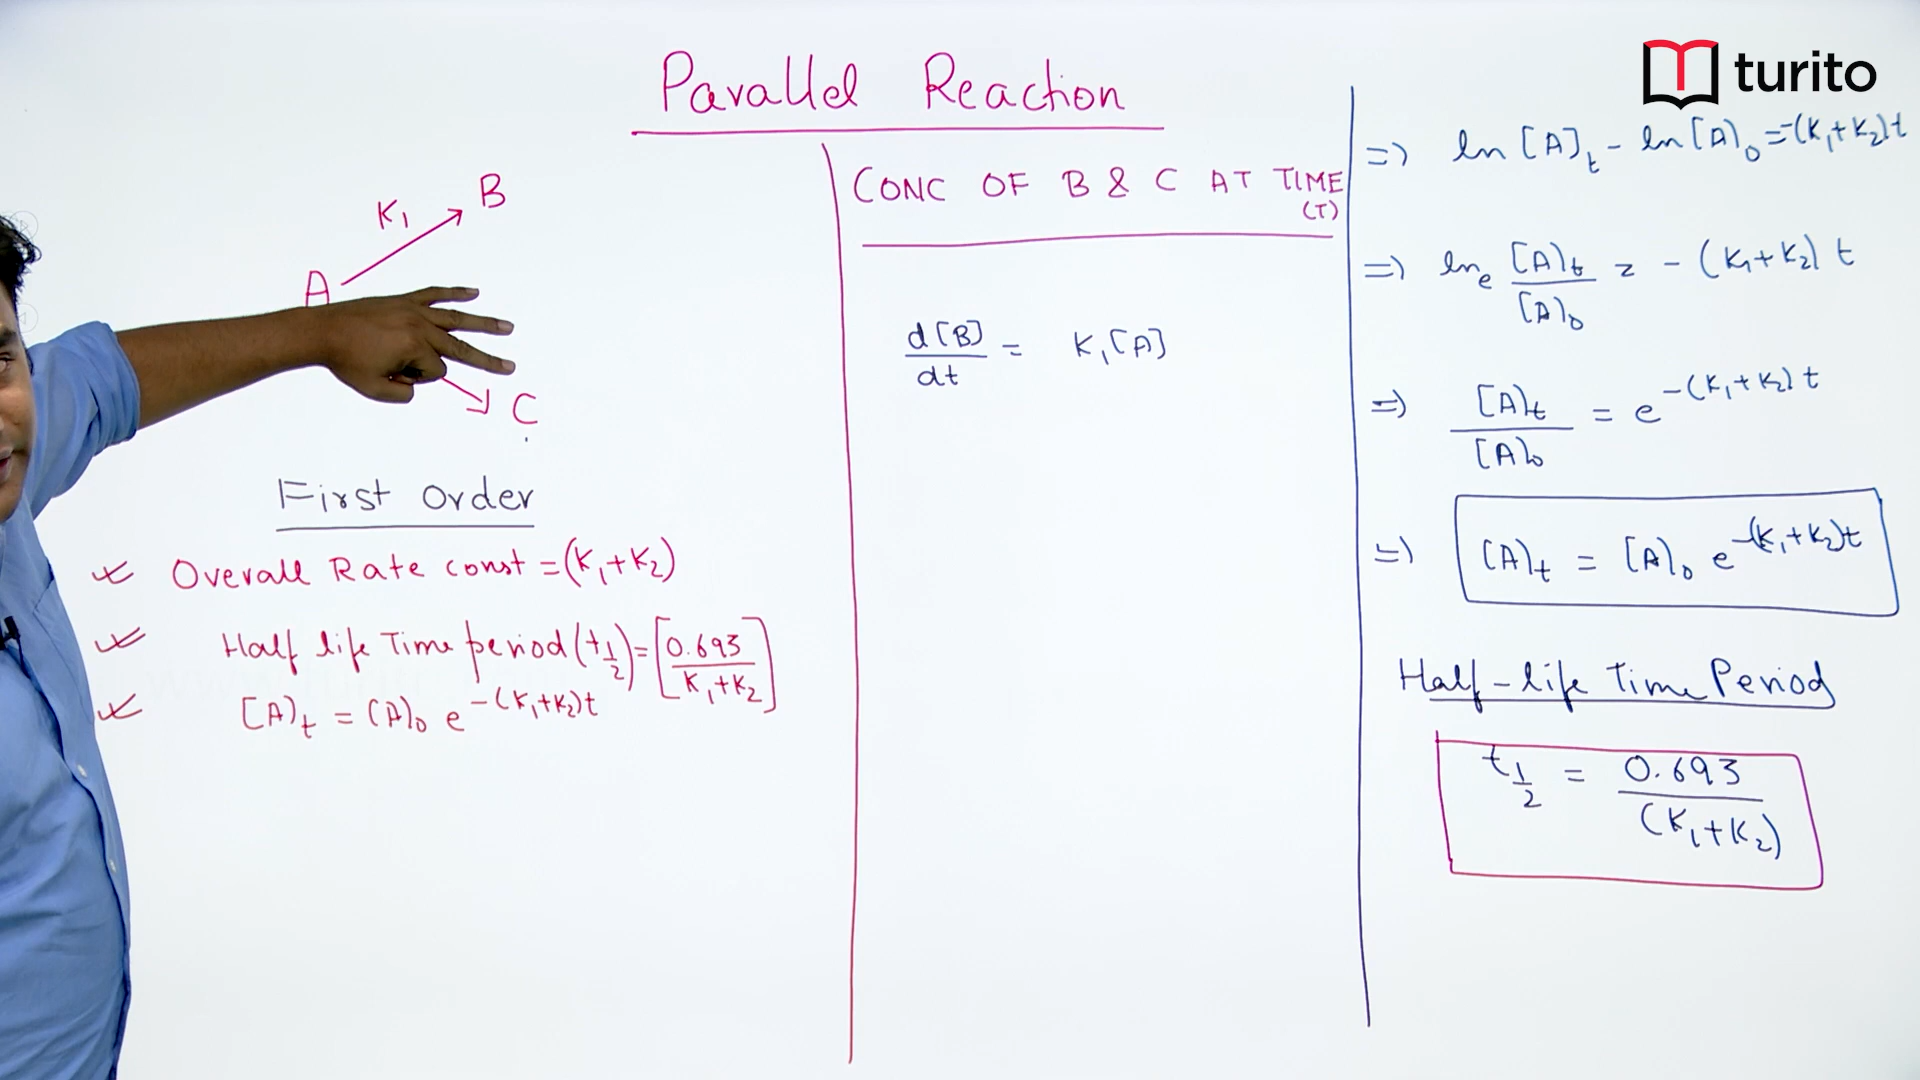 turito
Parallel Reaction
K₁
B
A
C
First Order
Overall Rate const = (K₁+K₂)
Half life Time period (t 1/2) = [0.693 / K₁+K₂]
[A]t = [A]₀ e^-(K₁+K₂)t
CONC OF B & C AT TIME
(T)
d[B]/dt = K₁[A]
=) ln [A]t - ln [A]₀ = -(K₁+K₂)t
=) lnₑ [A]t/[A]₀ = -(K₁+K₂) t
=) [A]t/[A]₀ = e^-(K₁+K₂) t
=) [A]t = [A]₀ e^-(K₁+K₂)t
Half-life Time Period
t 1/2 = 0.693/(K₁+K₂)